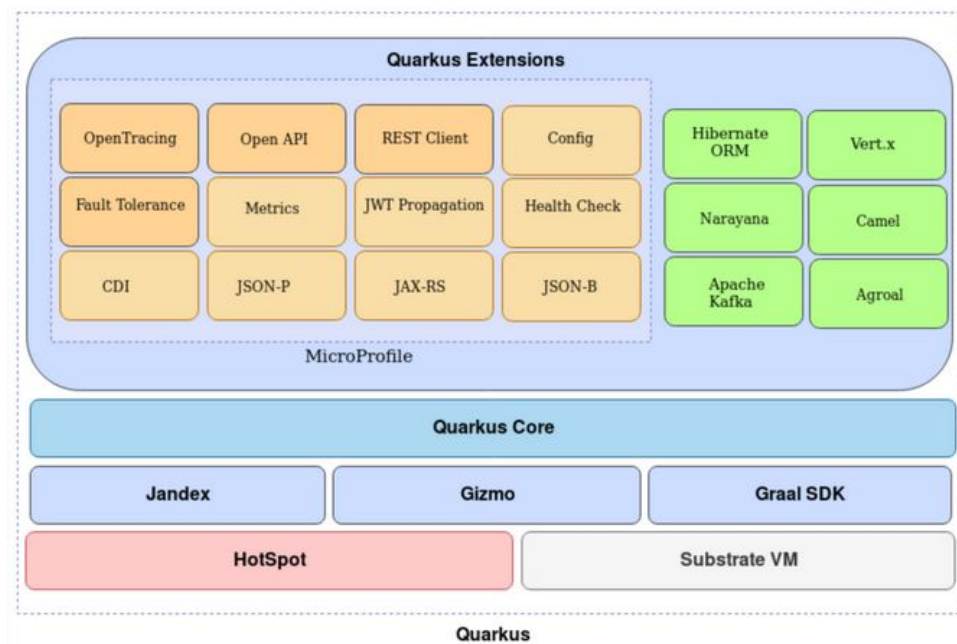 Quarkus Extensions
OpenTracing
Open API
REST Client
Config
Fault Tolerance
Metrics
JWT Propagation
Health Check
CDI
JSON-P
JAX-RS
JSON-B
MicroProfile
Hibernate
ORM
Vert.x
Narayana
Camel
Apache
Kafka
Agroal
Quarkus Core
Jandex
Gizmo
Graal SDK
HotSpot
Substrate VM
Quarkus